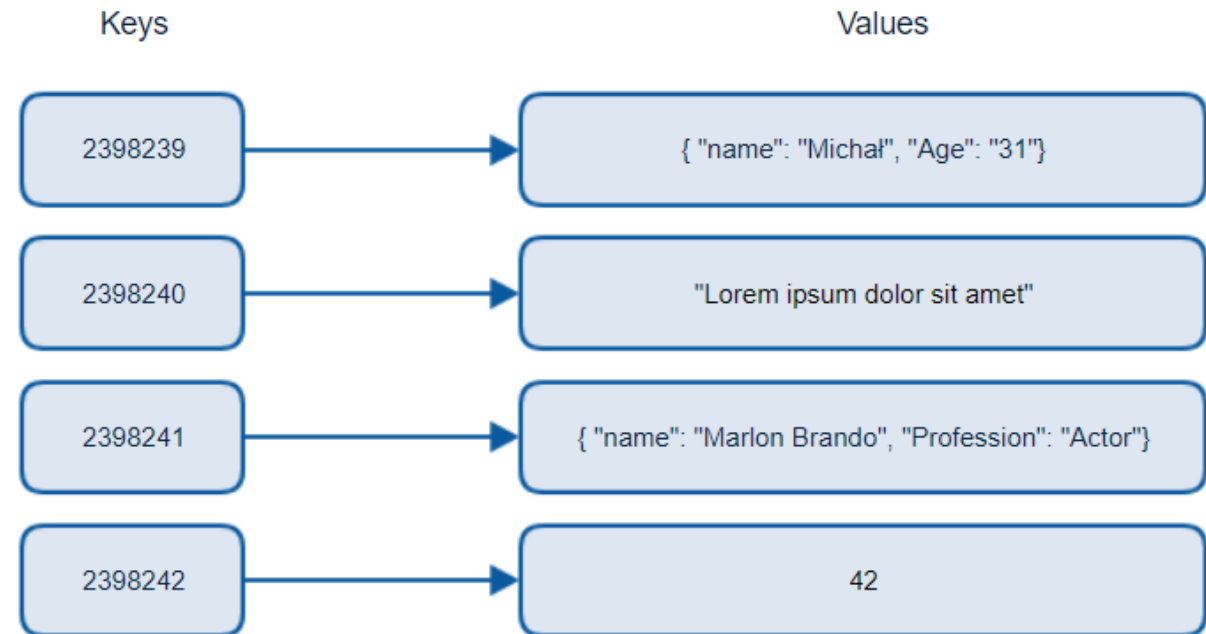 Keys Values
2398239 { "name": "Michał", "Age": "31"}
2398240 "Lorem ipsum dolor sit amet"
2398241 { "name": "Marlon Brando", "Profession": "Actor"}
2398242 42